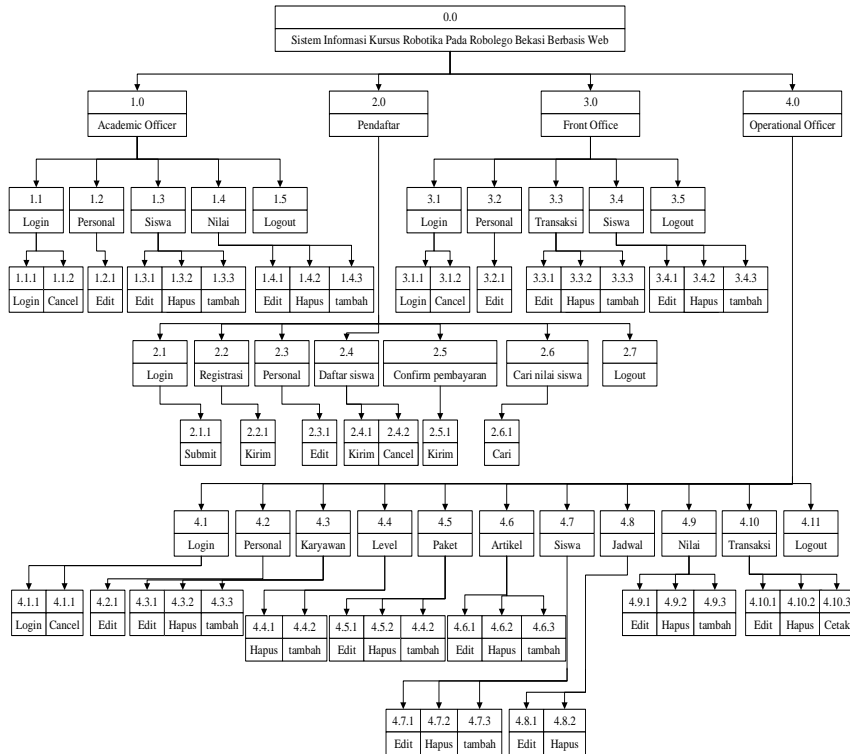 0.0
Sistem Informasi Kursus Robotika Pada Robolego Bekasi Berbasis Web
1.0
Academic Officer
2.0
Pendaftar
3.0
Front Office
4.0
Operational Officer
1.1
Login
1.2
Personal
1.3
Siswa
1.4
Nilai
1.5
Logout
3.1
Login
3.2
Personal
3.3
Transaksi
3.4
Siswa
3.5
Logout
1.1.1
Login
1.1.2
Cancel
1.2.1
Edit
1.3.1
Edit
1.3.2
Hapus
1.3.3
tambah
1.4.1
Edit
1.4.2
Hapus
1.4.3
tambah
3.1.1
Login
3.1.2
Cancel
3.2.1
Edit
3.3.1
Edit
3.3.2
Hapus
3.3.3
tambah
3.4.1
Edit
3.4.2
Hapus
3.4.3
tambah
2.1
Login
2.2
Registrasi
2.3
Personal
2.4
Daftar siswa
2.5
Confirm pembayaran
2.6
Cari nilai siswa
2.7
Logout
2.1.1
Submit
2.2.1
Kirim
2.3.1
Edit
2.4.1
Kirim
2.4.2
Cancel
2.5.1
Kirim
2.6.1
Cari
4.1
Login
4.2
Personal
4.3
Karyawan
4.4
Level
4.5
Paket
4.6
Artikel
4.7
Siswa
4.8
Jadwal
4.9
Nilai
4.10
Transaksi
4.11
Logout
4.1.1
Login
4.1.1
Cancel
4.2.1
Edit
4.3.1
Edit
4.3.2
Hapus
4.3.3
tambah
4.4.1
Hapus
4.4.2
tambah
4.5.1
Edit
4.5.2
Hapus
4.4.2
tambah
4.6.1
Edit
4.6.2
Hapus
4.6.3
tambah
4.9.1
Edit
4.9.2
Hapus
4.9.3
tambah
4.10.1
Edit
4.10.2
Hapus
4.10.3
Cetak
4.7.1
Edit
4.7.2
Hapus
4.7.3
tambah
4.8.1
Edit
4.8.2
Hapus